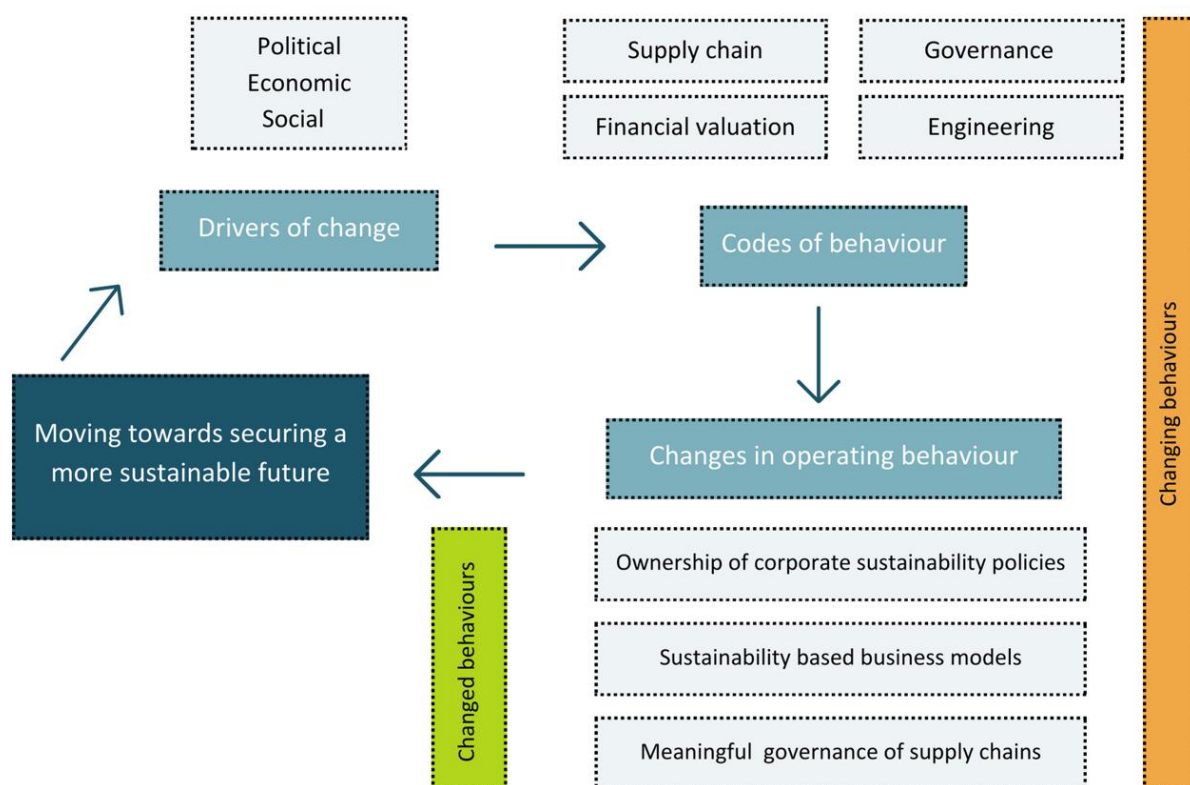 Political
Economic
Social
Supply chain
Governance
Financial valuation
Engineering
Drivers of change
Codes of behaviour
Moving towards securing a
more sustainable future
Changes in operating behaviour
Ownership of corporate sustainability policies
Sustainability based business models
Meaningful governance of supply chains
Changed behaviours
Changing behaviours